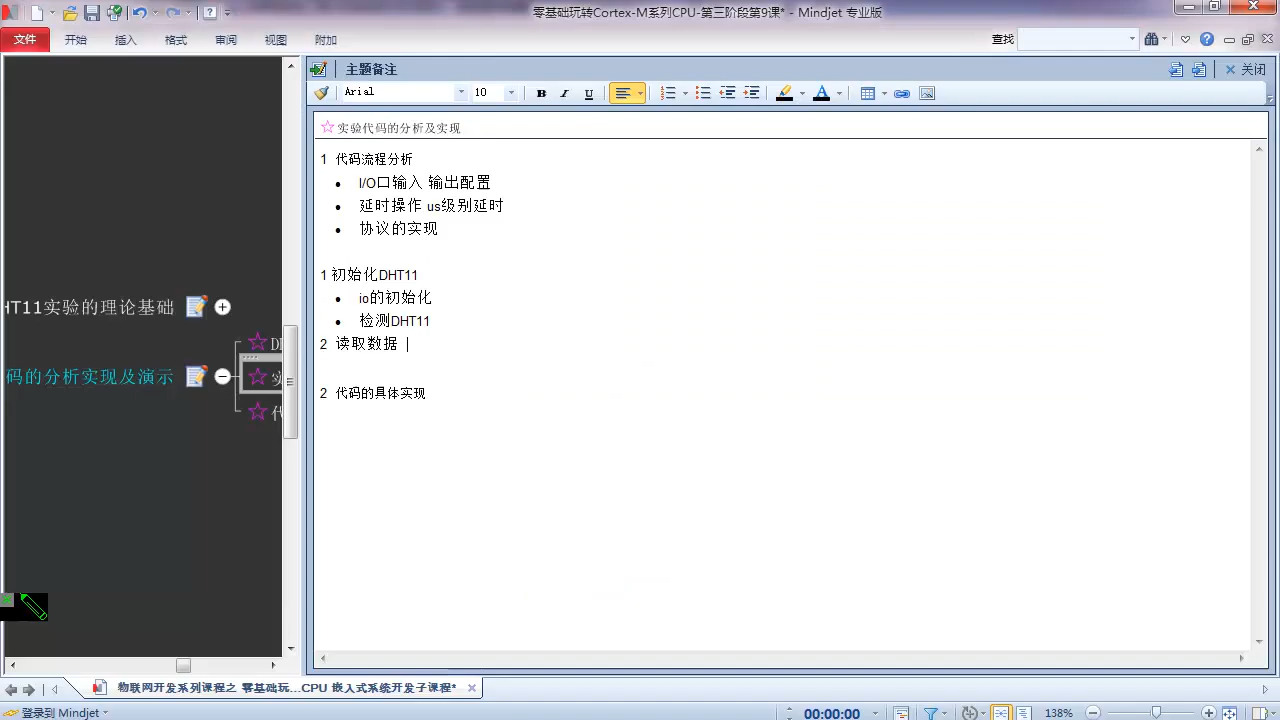 零基础玩转Cortex-M系列CPU-第三阶段第9课* - Mindjet 专业版
文件 开始 插入 格式 审阅 视图 附加 查找
主题备注 关闭
Arial 10 B I U
☆ 实验代码的分析及实现
1 代码流程分析
• I/O口输入 输出配置
• 延时操作 us级别延时
• 协议的实现
1 初始化DHT11
• io的初始化
• 检测DHT11
2 读取数据
2 代码的具体实现
HT11实验的理论基础
码的分析实现及演示
物联网开发系列课程之 零基础玩...CPU 嵌入式系统开发子课程*
登录到 Mindjet 00:00:00 138%